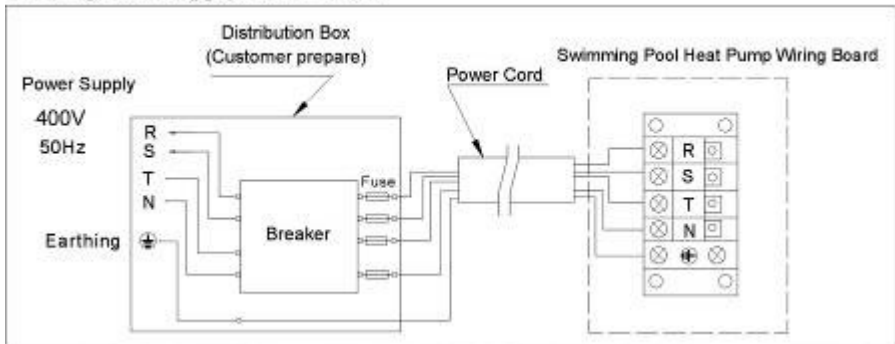 Distribution Box
(Customer prepare)
Swimming Pool Heat Pump Wiring Board
Power Cord
Power Supply
400V
50Hz
R
S
T
N
Earthing
Fuse
Breaker
R
S
T
N